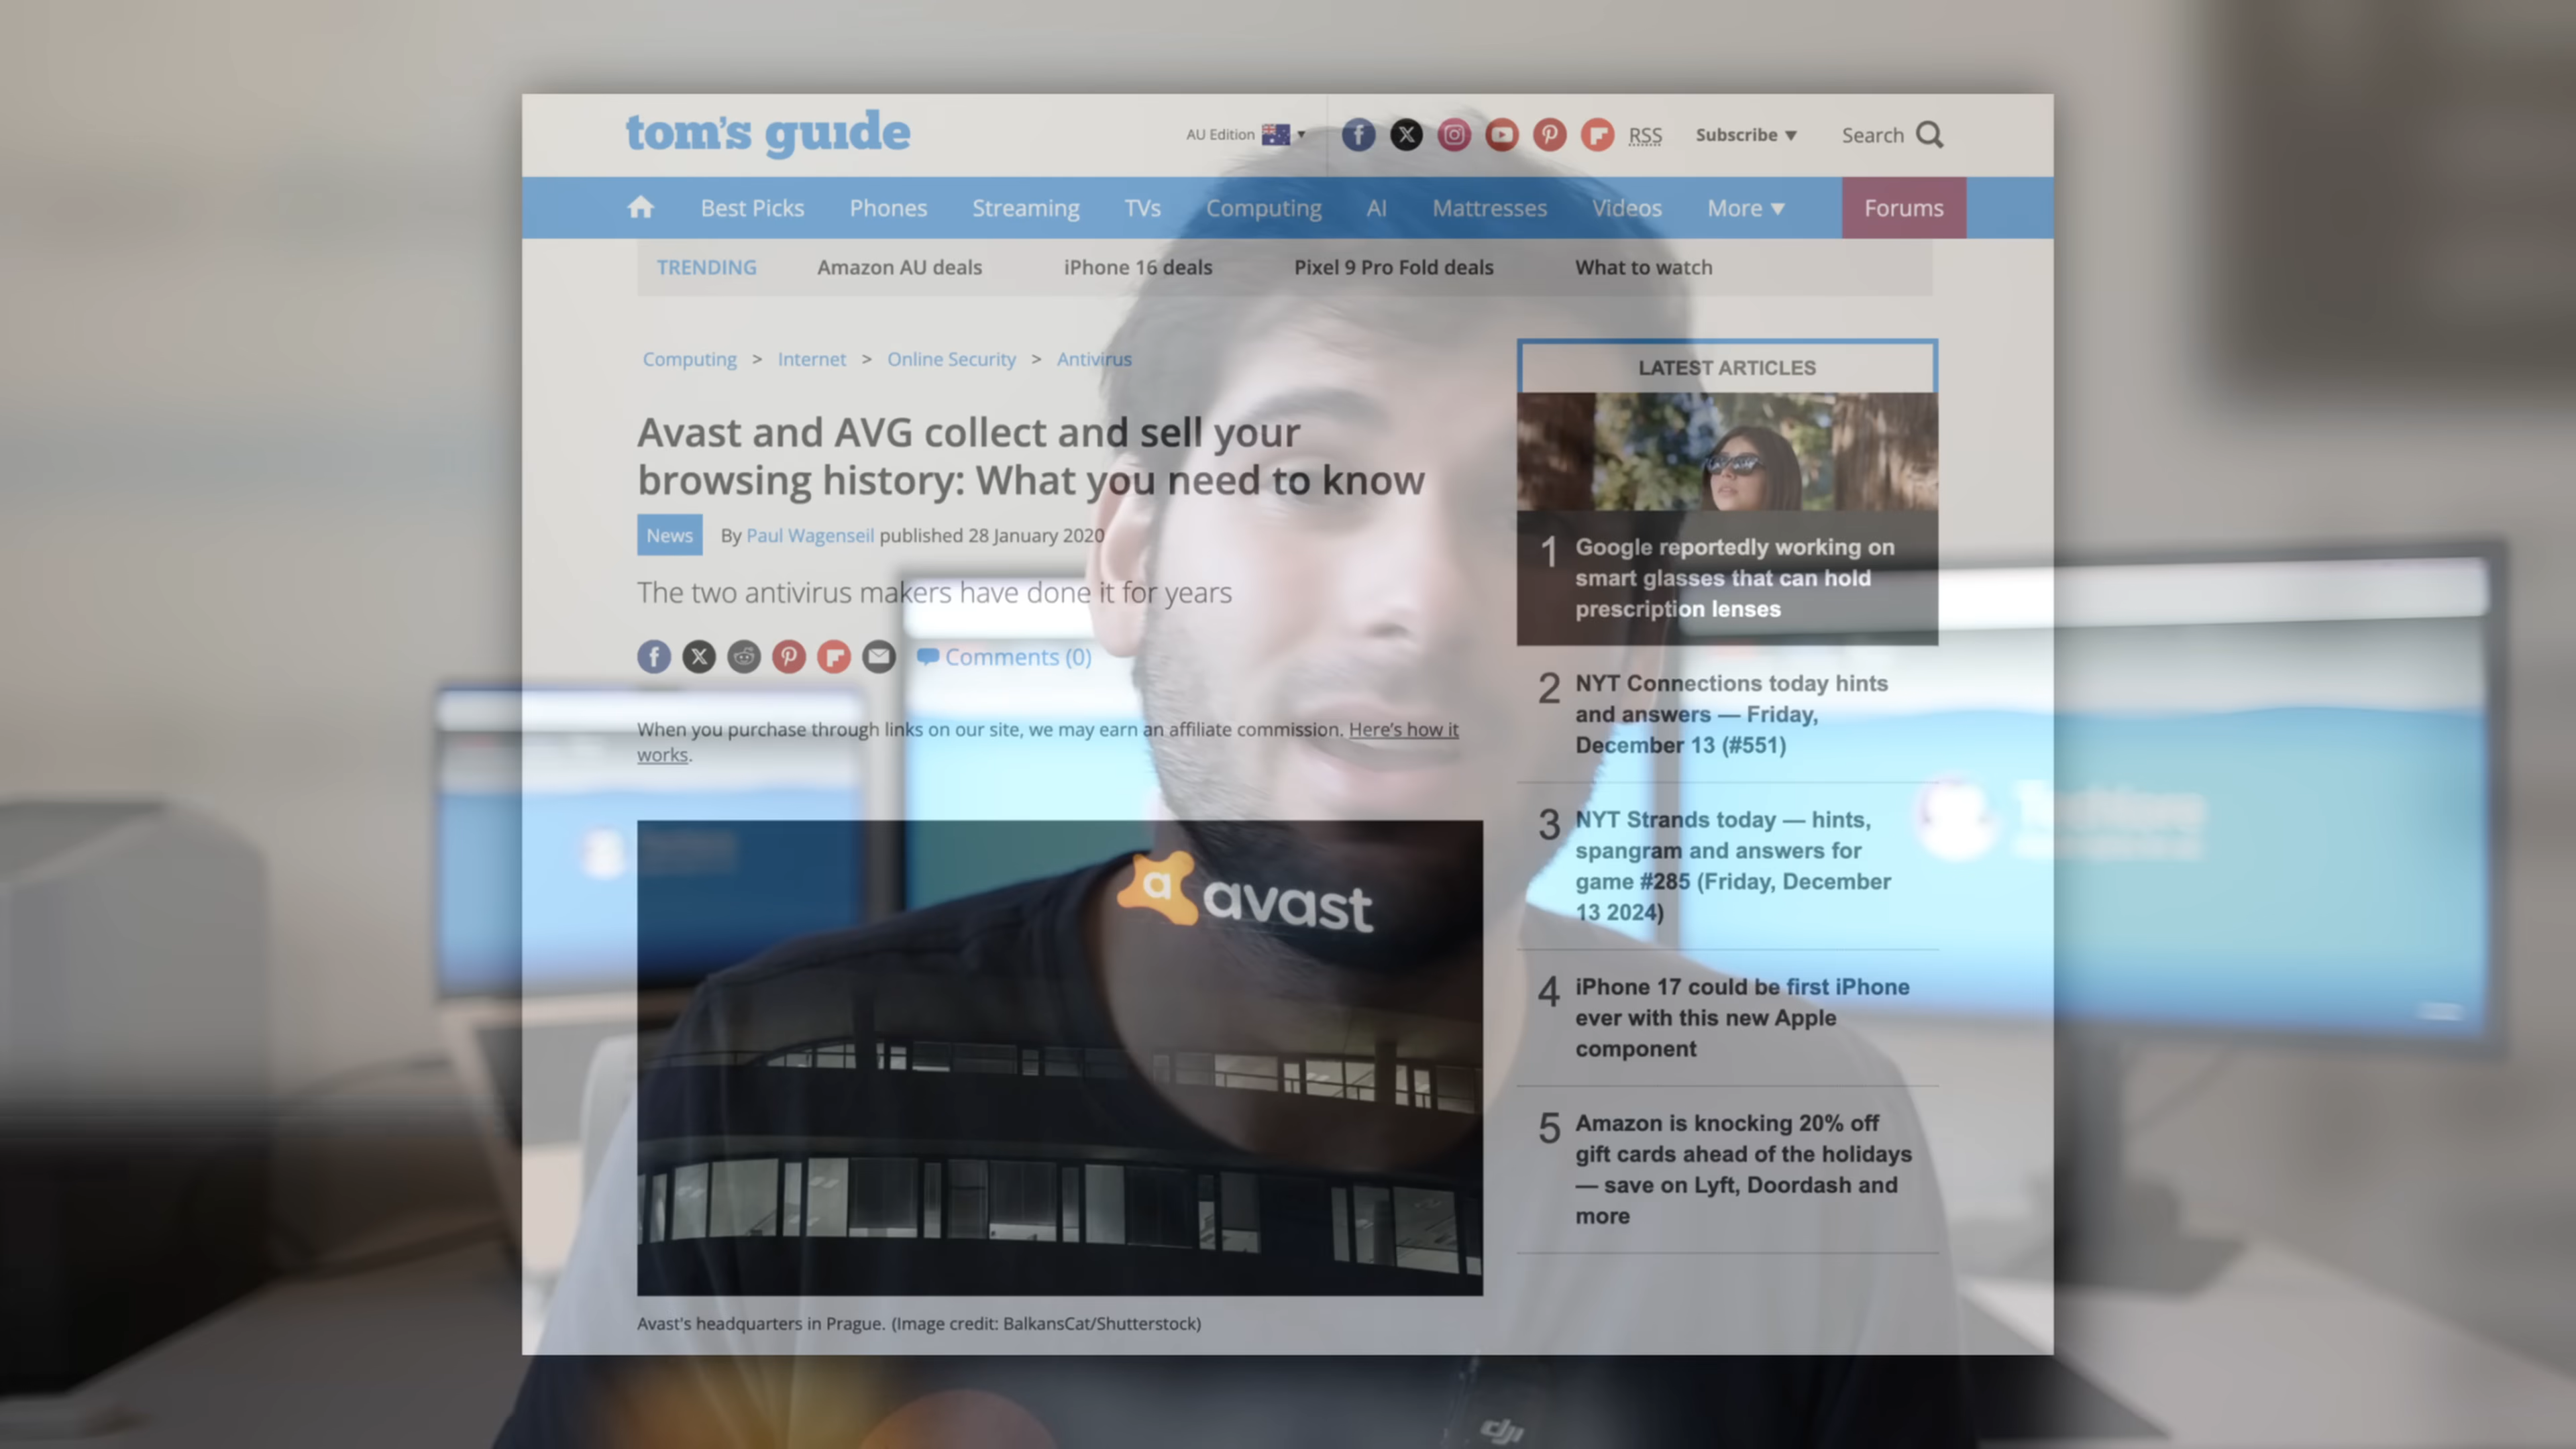 tom's guide
AU Edition
RSS
Subscribe
Search
Best Picks
Phones
Streaming
TVs
Computing
AI
Mattresses
Videos
More
Forums
TRENDING
Amazon AU deals
iPhone 16 deals
Pixel 9 Pro Fold deals
What to watch
Computing > Internet > Online Security > Antivirus
Avast and AVG collect and sell your
browsing history: What you need to know
News By Paul Wagenseil published 28 January 2020
The two antivirus makers have done it for years
Comments (0)
When you purchase through links on our site, we may earn an affiliate commission. Here's how it
works.
a avast
Avast's headquarters in Prague. (Image credit: BalkansCat/Shutterstock)
LATEST ARTICLES
1 Google reportedly working on
smart glasses that can hold
prescription lenses
2 NYT Connections today hints
and answers — Friday,
December 13 (#551)
3 NYT Strands today — hints,
spangram and answers for
game #285 (Friday, December
13 2024)
4 iPhone 17 could be first iPhone
ever with this new Apple
component
5 Amazon is knocking 20% off
gift cards ahead of the holidays
— save on Lyft, Doordash and
more
dji